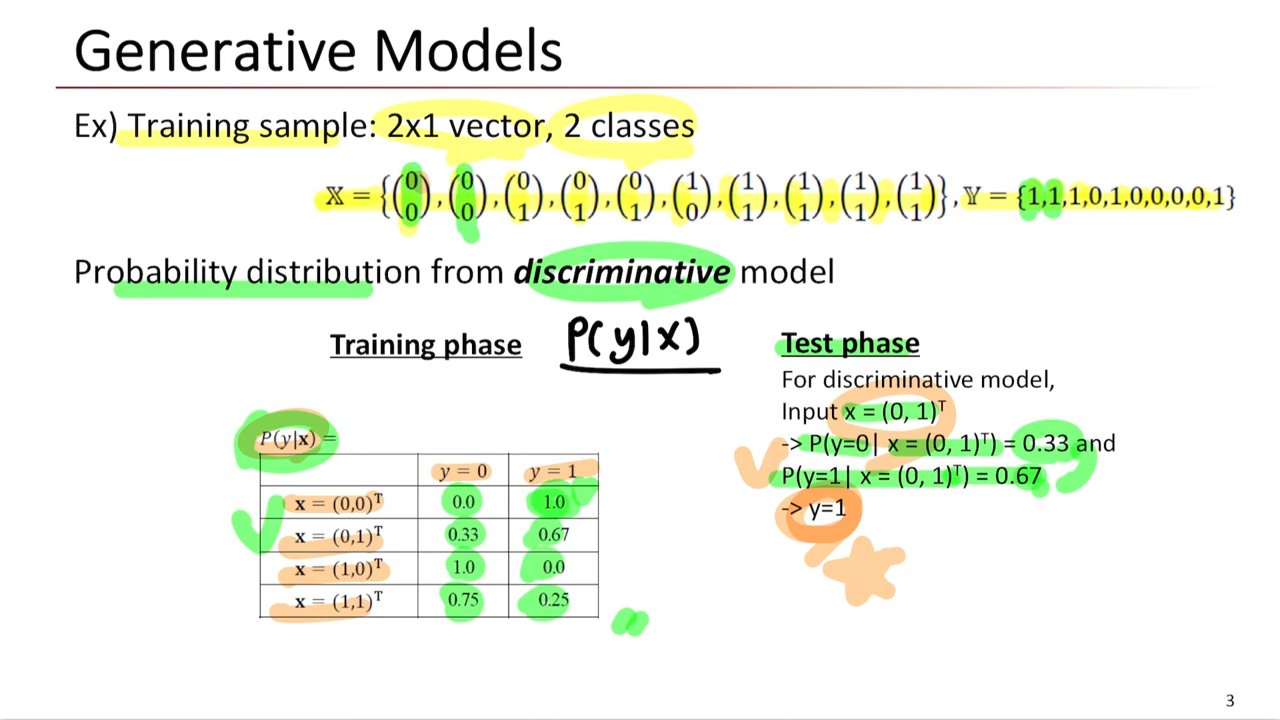 Generative Models
Ex) Training sample: 2x1 vector, 2 classes
𝕏 = {(0 0), (0 0), (0 1), (0 1), (0 1), (1 0), (1 1), (1 1), (1 1), (1 1)}, 𝕐 = {1,1,1,0,1,0,0,0,0,1}
Probability distribution from discriminative model
Training phase
P(y|x)
P(y|x) =
y = 0 y = 1
x = (0,0)ᵀ 0.0 1.0
x = (0,1)ᵀ 0.33 0.67
x = (1,0)ᵀ 1.0 0.0
x = (1,1)ᵀ 0.75 0.25
Test phase
For discriminative model,
Input x = (0, 1)ᵀ
-> P(y=0| x = (0, 1)ᵀ) = 0.33 and
P(y=1| x = (0, 1)ᵀ) = 0.67
-> y=1
3